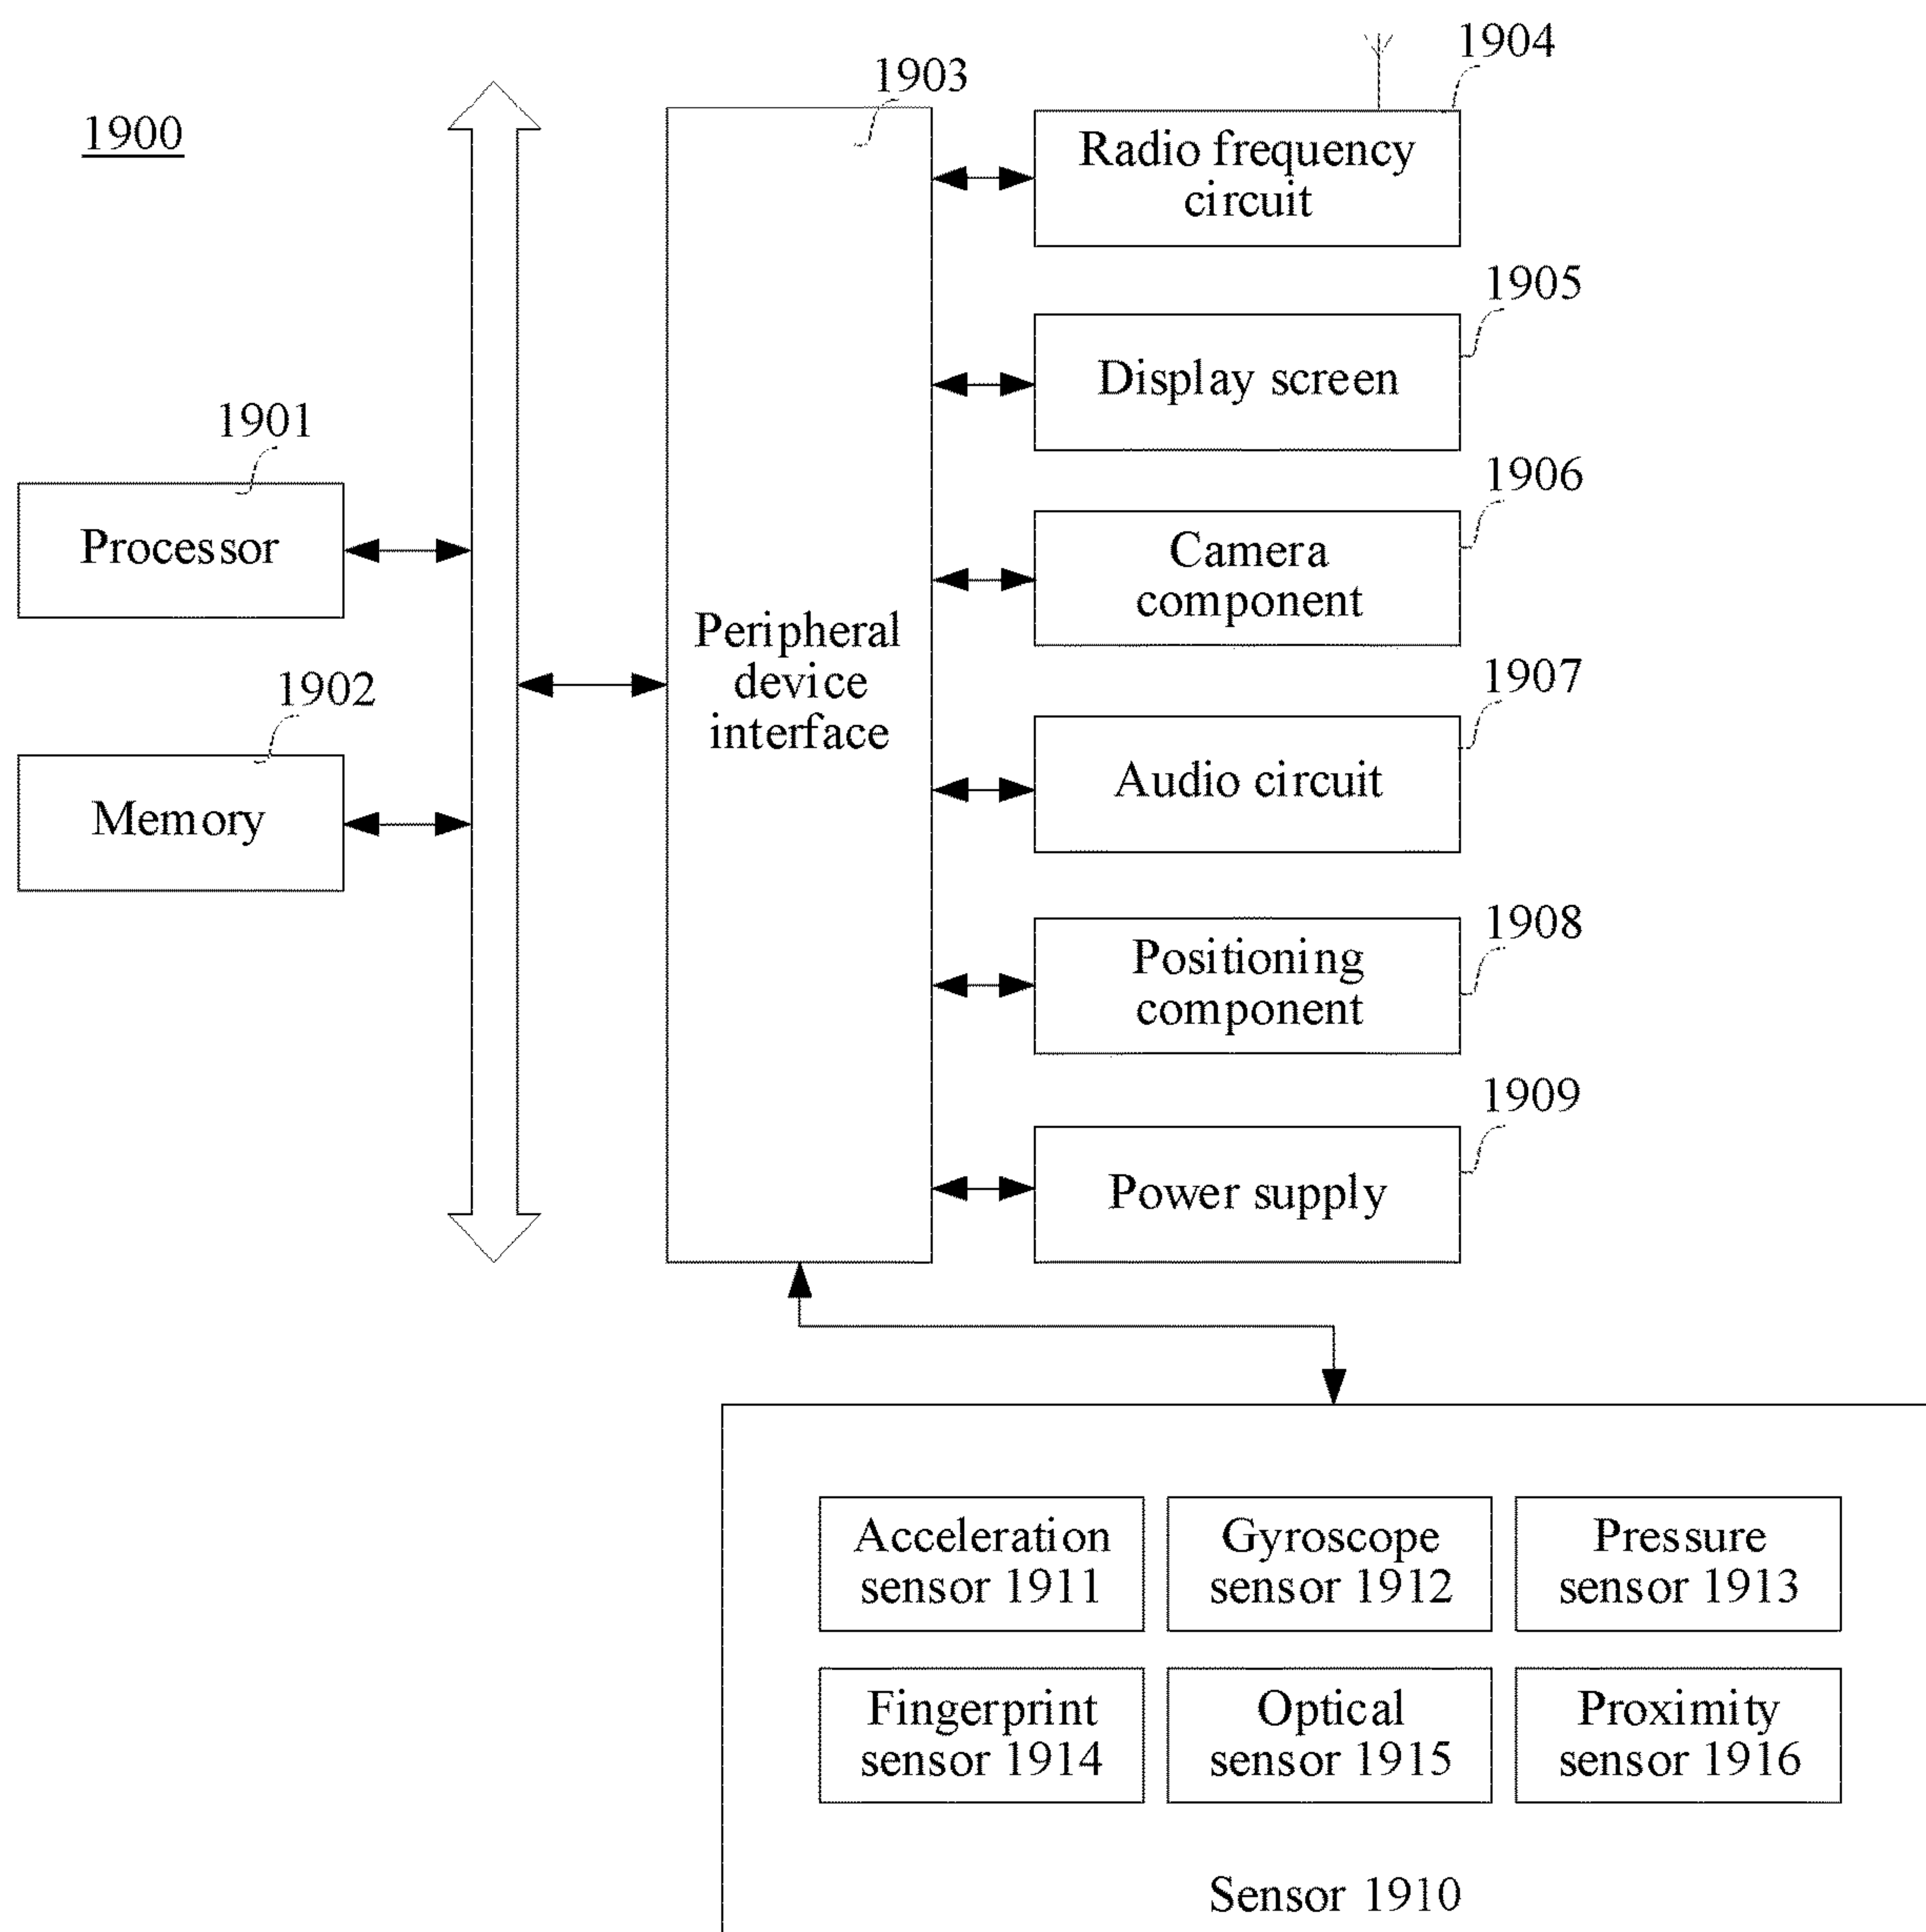 1900
1903
1904
Radio frequency
circuit
1905
Display screen
1901
Processor
1906
Camera
component
Peripheral
device
interface
1902
Memory
1907
Audio circuit
1908
Positioning
component
1909
Power supply
Acceleration
sensor 1911
Gyroscope
sensor 1912
Pressure
sensor 1913
Fingerprint
sensor 1914
Optical
sensor 1915
Proximity
sensor 1916
Sensor 1910